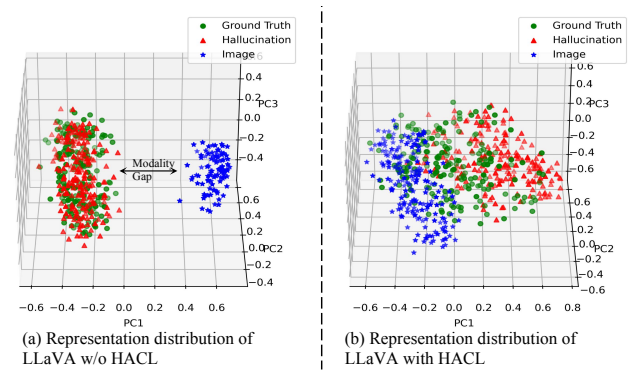 Ground Truth
Hallucination
Image
0.6
0.4
PC3
0.2
0.0
−0.2
−0.4
Modality
Gap
0.6
0.4
0.2
0.0
PC2
−0.2
−0.4
−0.6 −0.4 −0.2 0.0 0.2 0.4 0.6
PC1
(a) Representation distribution of
LLaVA w/o HACL
Ground Truth
Hallucination
Image
0.6
0.4
PC3
0.2
0.0
−0.2
−0.4
−0.6
0.6
0.4
0.2
0.0
PC2
−0.2
−0.4
−0.6
−0.6 −0.4 −0.2 0.0 0.2 0.4 0.6 0.8
PC1
(b) Representation distribution of
LLaVA with HACL